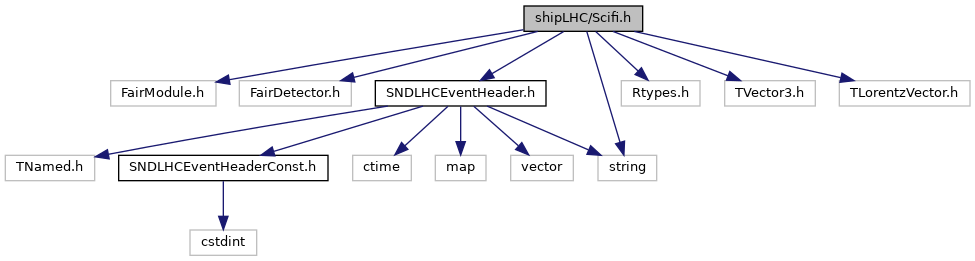 shipLHC/Scifi.h
FairModule.h
FairDetector.h
SNDLHCEventHeader.h
Rtypes.h
TVector3.h
TLorentzVector.h
TNamed.h
SNDLHCEventHeaderConst.h
ctime
map
vector
string
cstdint